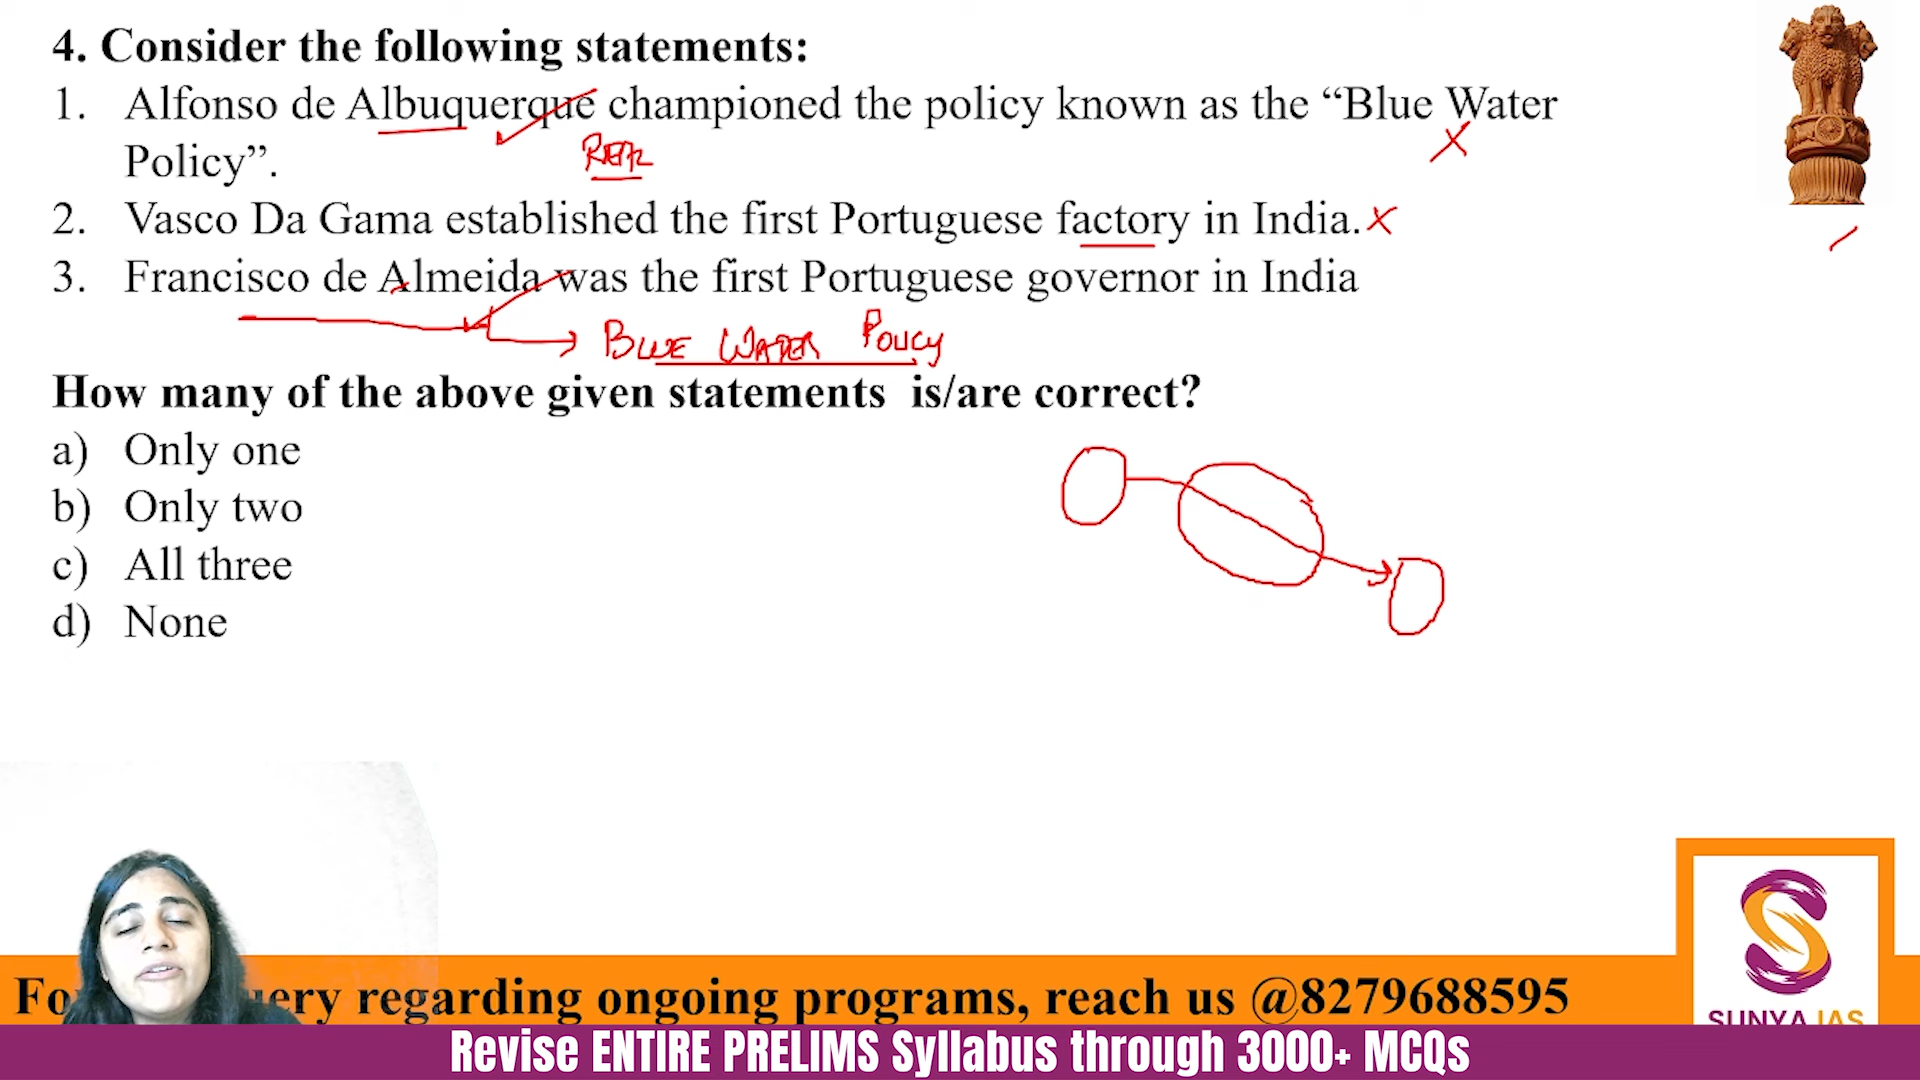 4. Consider the following statements:
1. Alfonso de Albuquerque championed the policy known as the “Blue Water
Policy”.
2. Vasco Da Gama established the first Portuguese factory in India.
3. Francisco de Almeida was the first Portuguese governor in India
BLUE WATER POLICY
How many of the above given statements is/are correct?
a) Only one
b) Only two
c) All three
d) None
regarding ongoing programs, reach us @8279688595
SUNYA IAS
Revise ENTIRE PRELIMS Syllabus through 3000+ MCQs